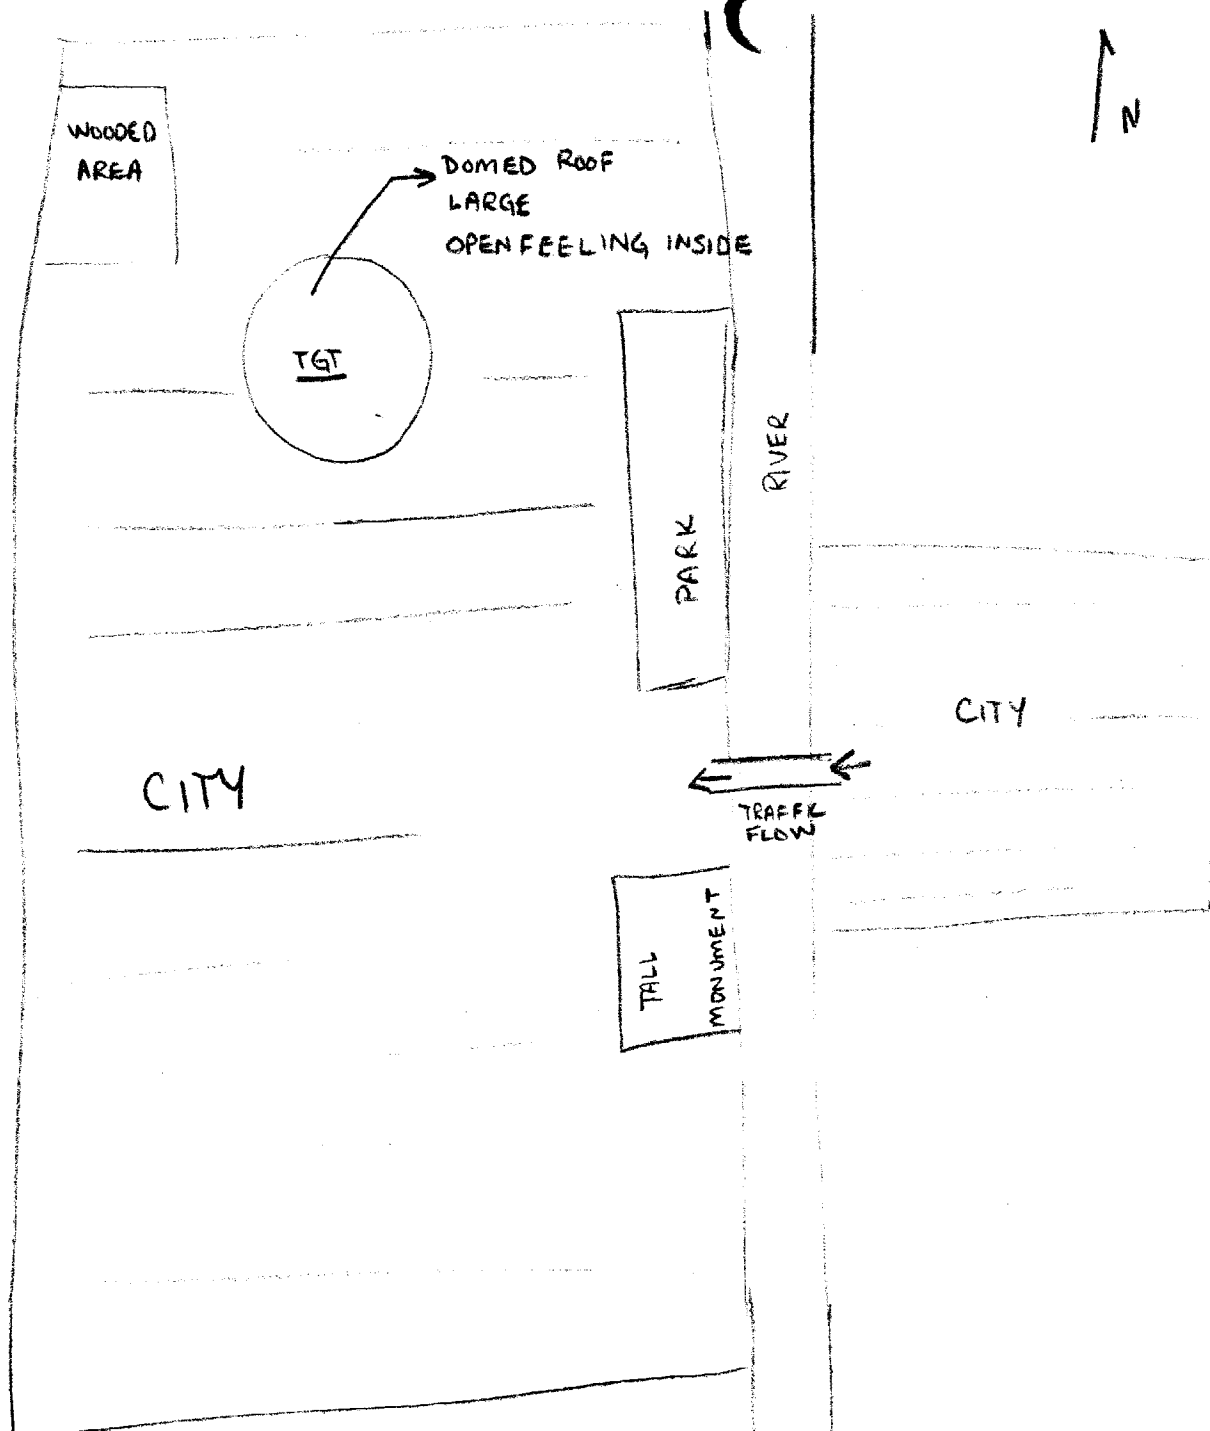 N
WOODED
AREA
DOMED ROOF
LARGE
OPEN FEELING INSIDE
TGT
RIVER
PARK
CITY
CITY
TRAFFIC
FLOW
TALL
MONUMENT